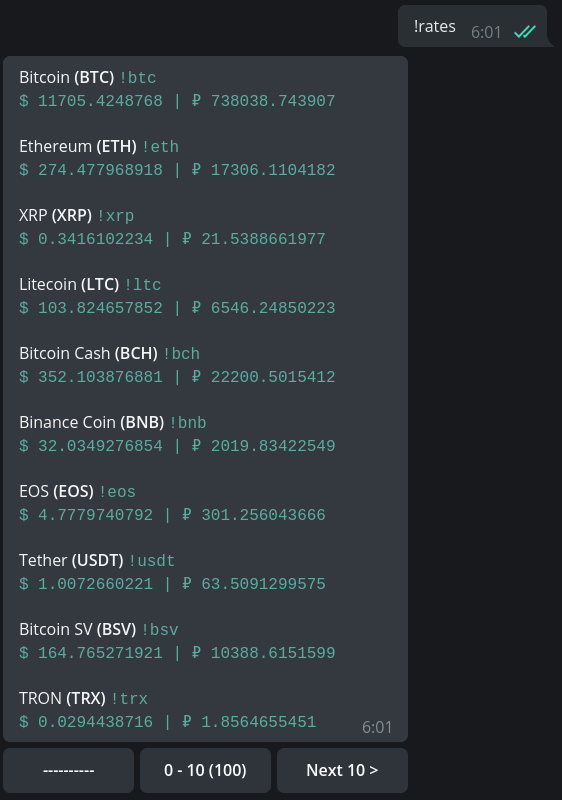 !rates 6:01
Bitcoin (BTC) !btc
$ 11705.4248768 | ₽ 738038.743907
Ethereum (ETH) !eth
$ 274.477968918 | ₽ 17306.1104182
XRP (XRP) !xrp
$ 0.3416102234 | ₽ 21.5388661977
Litecoin (LTC) !ltc
$ 103.824657852 | ₽ 6546.24850223
Bitcoin Cash (BCH) !bch
$ 352.103876881 | ₽ 22200.5015412
Binance Coin (BNB) !bnb
$ 32.0349276854 | ₽ 2019.83422549
EOS (EOS) !eos
$ 4.7779740792 | ₽ 301.256043666
Tether (USDT) !usdt
$ 1.0072660221 | ₽ 63.5091299575
Bitcoin SV (BSV) !bsv
$ 164.765271921 | ₽ 10388.6151599
TRON (TRX) !trx
$ 0.0294438716 | ₽ 1.8564655451
6:01
---------- 0 - 10 (100) Next 10 >